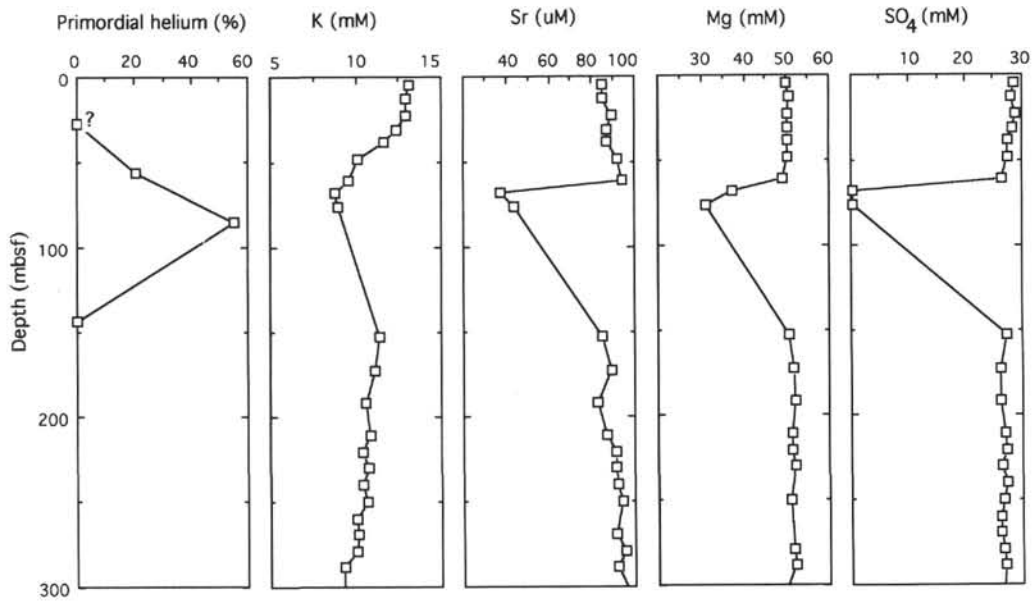 Primordial helium (%)
K (mM)
Sr (uM)
Mg (mM)
SO4 (mM)
0 20 40 60
5 10 15
40 60 80 100
30 40 50 60
10 20 30
0
100
200
300
Depth (mbsf)
?